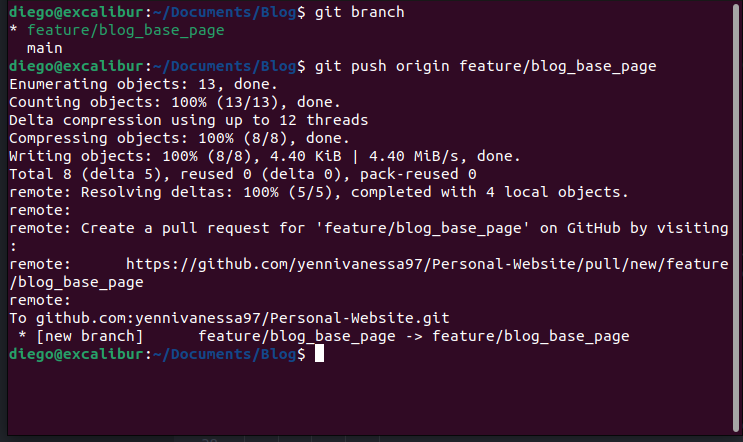 diego@excalibur:~/Documents/Blog$ git branch
* feature/blog_base_page
  main
diego@excalibur:~/Documents/Blog$ git push origin feature/blog_base_page
Enumerating objects: 13, done.
Counting objects: 100% (13/13), done.
Delta compression using up to 12 threads
Compressing objects: 100% (8/8), done.
Writing objects: 100% (8/8), 4.40 KiB | 4.40 MiB/s, done.
Total 8 (delta 5), reused 0 (delta 0), pack-reused 0
remote: Resolving deltas: 100% (5/5), completed with 4 local objects.
remote:
remote: Create a pull request for 'feature/blog_base_page' on GitHub by visiting
:
remote:      https://github.com/yennivanessa97/Personal-Website/pull/new/feature
/blog_base_page
remote:
To github.com:yennivanessa97/Personal-Website.git
 * [new branch]      feature/blog_base_page -> feature/blog_base_page
diego@excalibur:~/Documents/Blog$